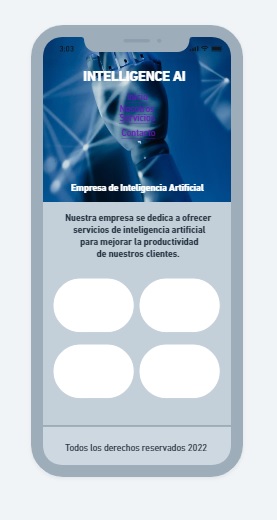 3:03
INTELLIGENCE AI
Nosotros
Servicios
Contacto
Empresa de Inteligencia Artificial
Nuestra empresa se dedica a ofrecer
servicios de inteligencia artificial
para mejorar la productividad
de nuestros clientes.
Todos los derechos reservados 2022